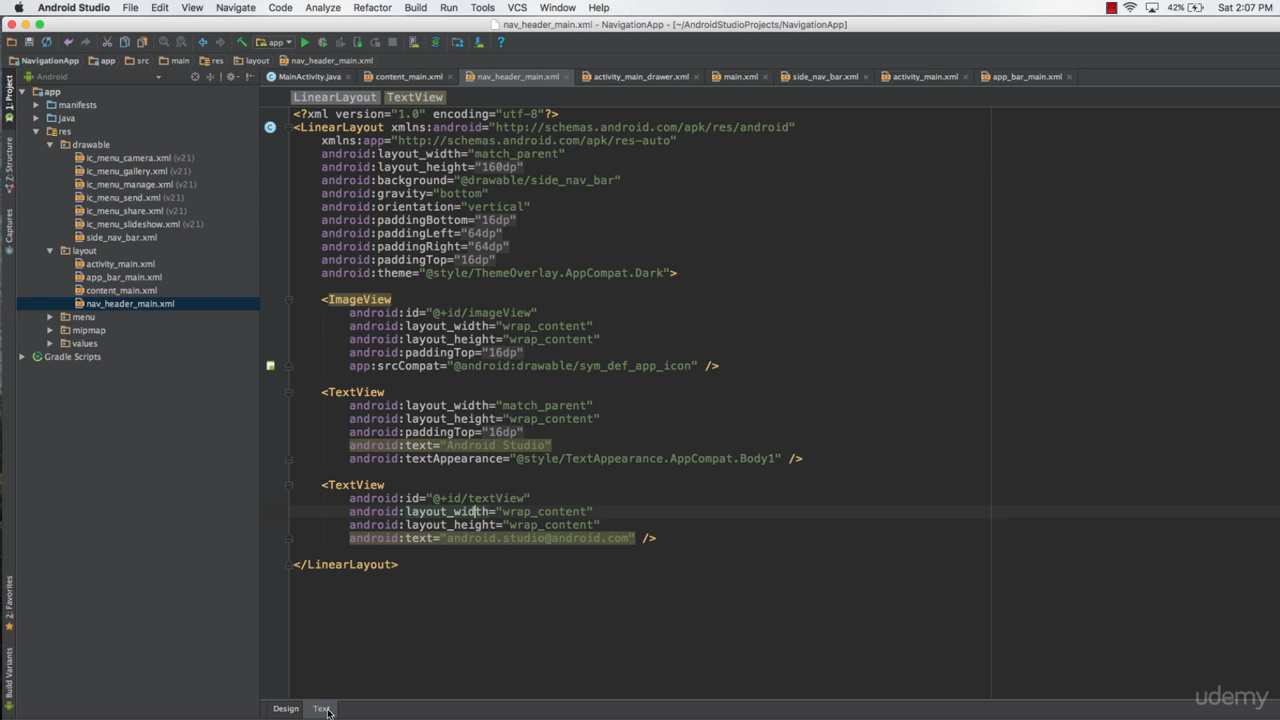 Android Studio File Edit View Navigate Code Analyze Refactor Build Run Tools VCS Window Help 42% Sat 2:07 PM
nav_header_main.xml - NavigationApp - [~/AndroidStudioProjects/NavigationApp]
app
NavigationApp app src main res layout nav_header_main.xml
Android MainActivity.java content_main.xml nav_header_main.xml activity_main_drawer.xml main.xml side_nav_bar.xml activity_main.xml app_bar_main.xml
1: Project
Z: Structure
Captures
2: Favorites
Build Variants
app
manifests
java
res
drawable
ic_menu_camera.xml (v21)
ic_menu_gallery.xml (v21)
ic_menu_manage.xml (v21)
ic_menu_send.xml (v21)
ic_menu_share.xml (v21)
ic_menu_slideshow.xml (v21)
side_nav_bar.xml
layout
activity_main.xml
app_bar_main.xml
content_main.xml
nav_header_main.xml
menu
mipmap
values
Gradle Scripts
LinearLayout TextView
<?xml version="1.0" encoding="utf-8"?>
<LinearLayout xmlns:android="http://schemas.android.com/apk/res/android"
xmlns:app="http://schemas.android.com/apk/res-auto"
android:layout_width="match_parent"
android:layout_height="160dp"
android:background="@drawable/side_nav_bar"
android:gravity="bottom"
android:orientation="vertical"
android:paddingBottom="16dp"
android:paddingLeft="64dp"
android:paddingRight="64dp"
android:paddingTop="16dp"
android:theme="@style/ThemeOverlay.AppCompat.Dark">
<ImageView
android:id="@+id/imageView"
android:layout_width="wrap_content"
android:layout_height="wrap_content"
android:paddingTop="16dp"
app:srcCompat="@android:drawable/sym_def_app_icon" />
<TextView
android:layout_width="match_parent"
android:layout_height="wrap_content"
android:paddingTop="16dp"
android:text="Android Studio"
android:textAppearance="@style/TextAppearance.AppCompat.Body1" />
<TextView
android:id="@+id/textView"
android:layout_width="wrap_content"
android:layout_height="wrap_content"
android:text="android.studio@android.com" />
</LinearLayout>
Design Text
udemy